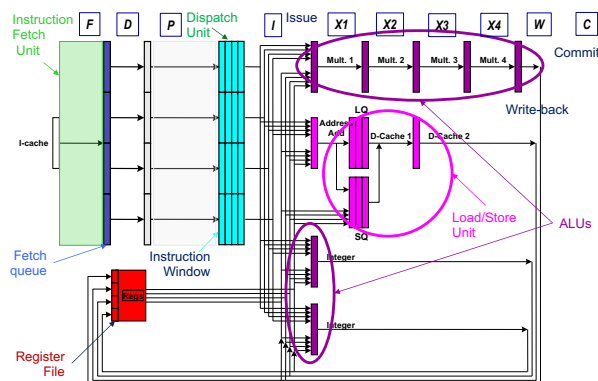 Instruction
Fetch
Unit
F
D
P
Dispatch
Unit
I
Issue
X1
X2
X3
X4
W
C
Mult. 1
Mult. 2
Mult. 3
Mult. 4
Commit
Write-back
I-cache
LQ
Address
Add
D-Cache 1
D-Cache 2
SQ
Load/Store
Unit
ALUs
Fetch
queue
Instruction
Window
Integer
Regs
Integer
Register
File